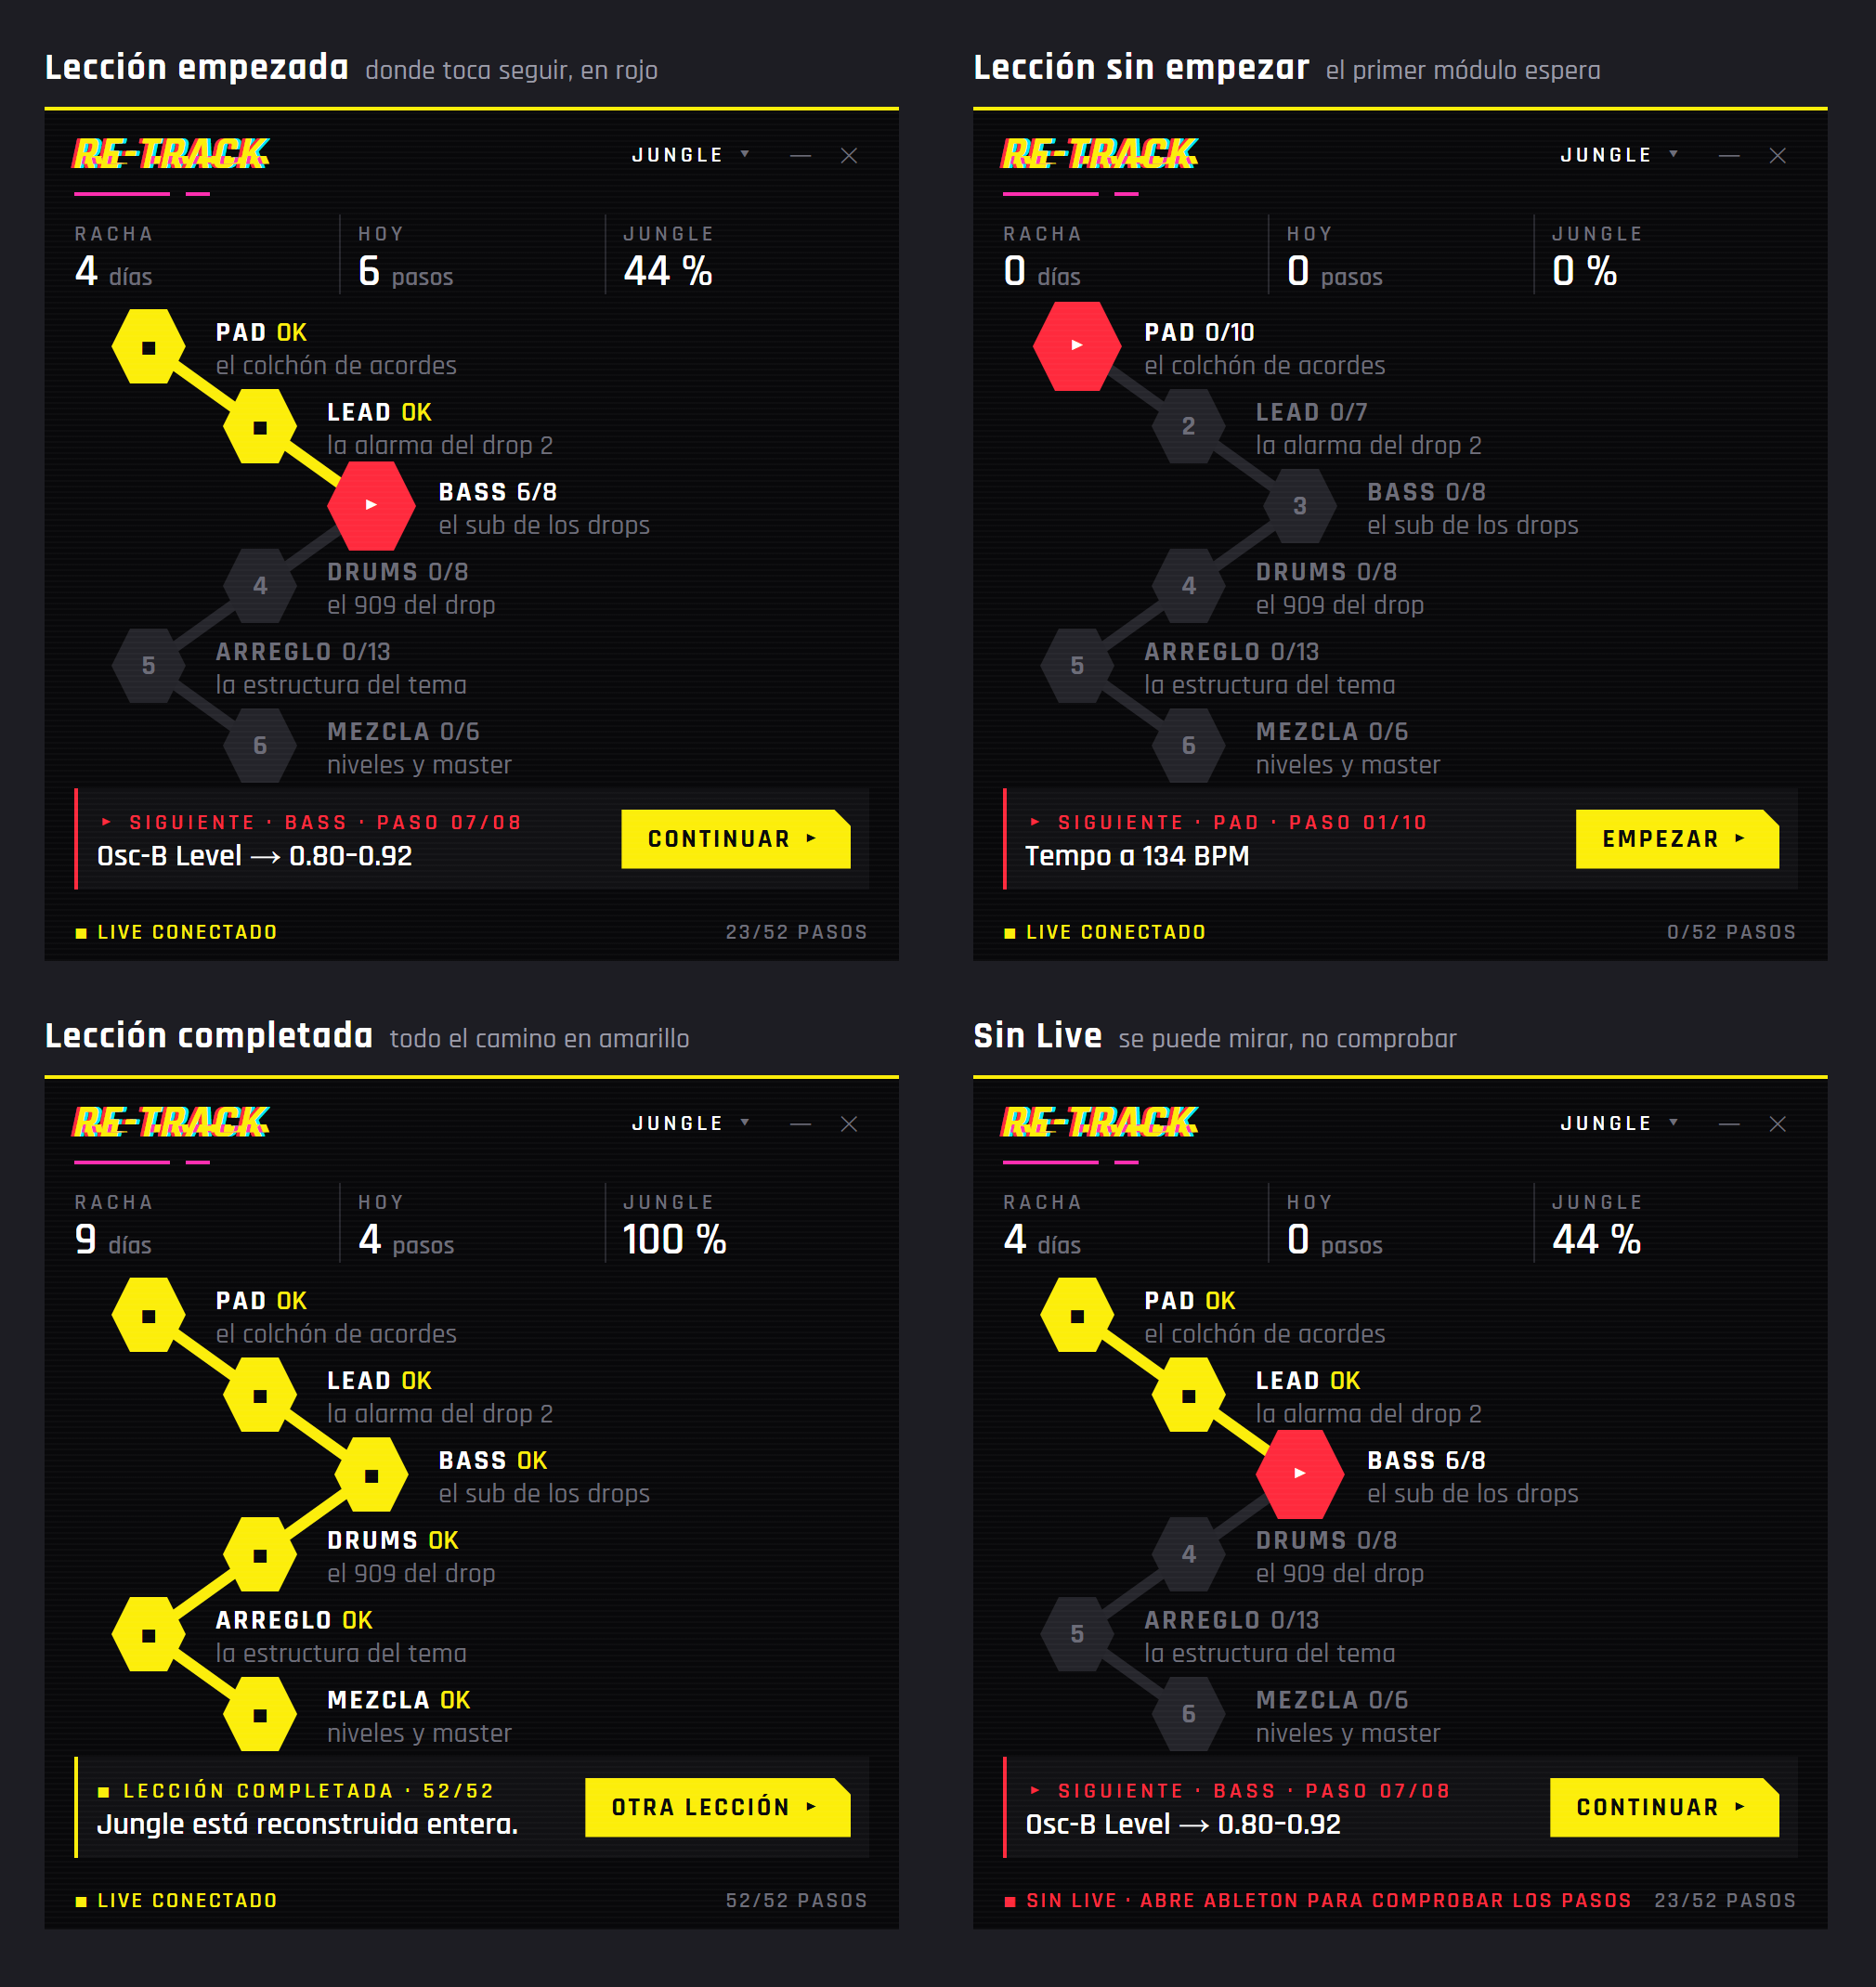 Lección empezada donde toca seguir, en rojo
RE-TRACK
JUNGLE ▼ — ×
RACHA
4 días
HOY
6 pasos
JUNGLE
44 %
PAD OK
el colchón de acordes
LEAD OK
la alarma del drop 2
BASS 6/8
el sub de los drops
4
DRUMS 0/8
el 909 del drop
5
ARREGLO 0/13
la estructura del tema
6
MEZCLA 0/6
niveles y master
► SIGUIENTE · BASS · PASO 07/08
Osc-B Level → 0.80–0.92
CONTINUAR ►
■ LIVE CONECTADO
23/52 PASOS
Lección sin empezar el primer módulo espera
RE-TRACK
JUNGLE ▼ — ×
RACHA
0 días
HOY
0 pasos
JUNGLE
0 %
PAD 0/10
el colchón de acordes
2
LEAD 0/7
la alarma del drop 2
3
BASS 0/8
el sub de los drops
4
DRUMS 0/8
el 909 del drop
5
ARREGLO 0/13
la estructura del tema
6
MEZCLA 0/6
niveles y master
► SIGUIENTE · PAD · PASO 01/10
Tempo a 134 BPM
EMPEZAR ►
■ LIVE CONECTADO
0/52 PASOS
Lección completada todo el camino en amarillo
RE-TRACK
JUNGLE ▼ — ×
RACHA
9 días
HOY
4 pasos
JUNGLE
100 %
PAD OK
el colchón de acordes
LEAD OK
la alarma del drop 2
BASS OK
el sub de los drops
DRUMS OK
el 909 del drop
ARREGLO OK
la estructura del tema
MEZCLA OK
niveles y master
■ LECCIÓN COMPLETADA · 52/52
Jungle está reconstruida entera.
OTRA LECCIÓN ►
■ LIVE CONECTADO
52/52 PASOS
Sin Live se puede mirar, no comprobar
RE-TRACK
JUNGLE ▼ — ×
RACHA
4 días
HOY
0 pasos
JUNGLE
44 %
PAD OK
el colchón de acordes
LEAD OK
la alarma del drop 2
BASS 6/8
el sub de los drops
4
DRUMS 0/8
el 909 del drop
5
ARREGLO 0/13
la estructura del tema
6
MEZCLA 0/6
niveles y master
► SIGUIENTE · BASS · PASO 07/08
Osc-B Level → 0.80–0.92
CONTINUAR ►
■ SIN LIVE · ABRE ABLETON PARA COMPROBAR LOS PASOS
23/52 PASOS